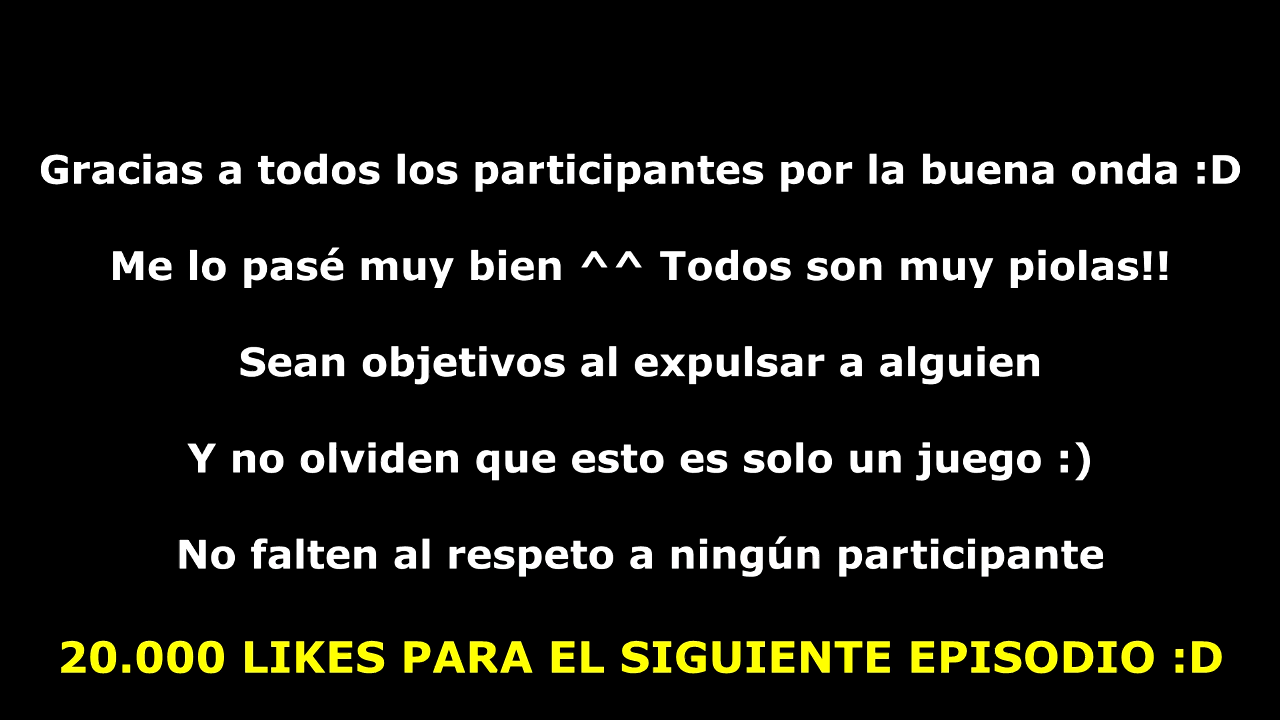 Gracias a todos los participantes por la buena onda :D
Me lo pasé muy bien ^^ Todos son muy piolas!!
Sean objetivos al expulsar a alguien
Y no olviden que esto es solo un juego :)
No falten al respeto a ningún participante
20.000 LIKES PARA EL SIGUIENTE EPISODIO :D